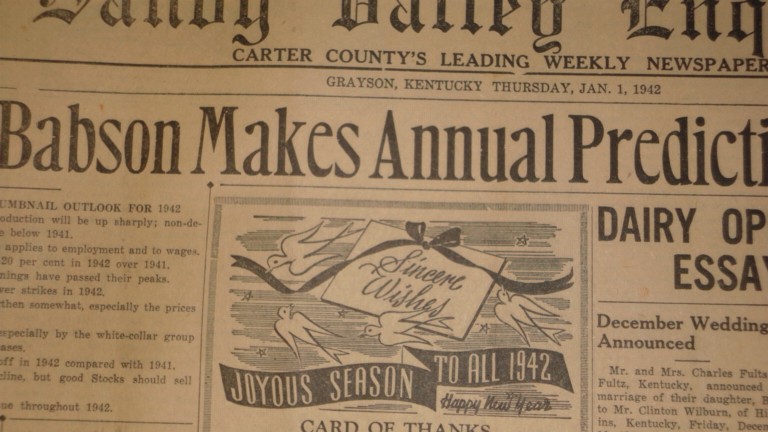 Sandy Valley Enq
CARTER COUNTY'S LEADING WEEKLY NEWSPAPER
GRAYSON, KENTUCKY THURSDAY, JAN. 1, 1942
Babson Makes Annual Predicti
UMBNAIL OUTLOOK FOR 1942
oduction will be up sharply; non-de-
e below 1941.
applies to employment and to wages.
20 per cent in 1942 over 1941.
nings have passed their peaks.
er strikes in 1942.
then somewhat, especially the prices
especially by the white-collar group
ases.
off in 1942 compared with 1941.
cline, but good Stocks should sell
ue throughout 1942.
Sincere
Wishes
JOYOUS SEASON
TO ALL 1942
Happy New Year
CARD OF THANKS
DAIRY OP
ESSAY
December Wedding
Announced
Mr. and Mrs. Charles Fulta
Fultz, Kentucky, announced
marriage of their daughter, B
to Mr. Clinton Wilburn, of Hi
ins, Kentucky, Friday, Decem